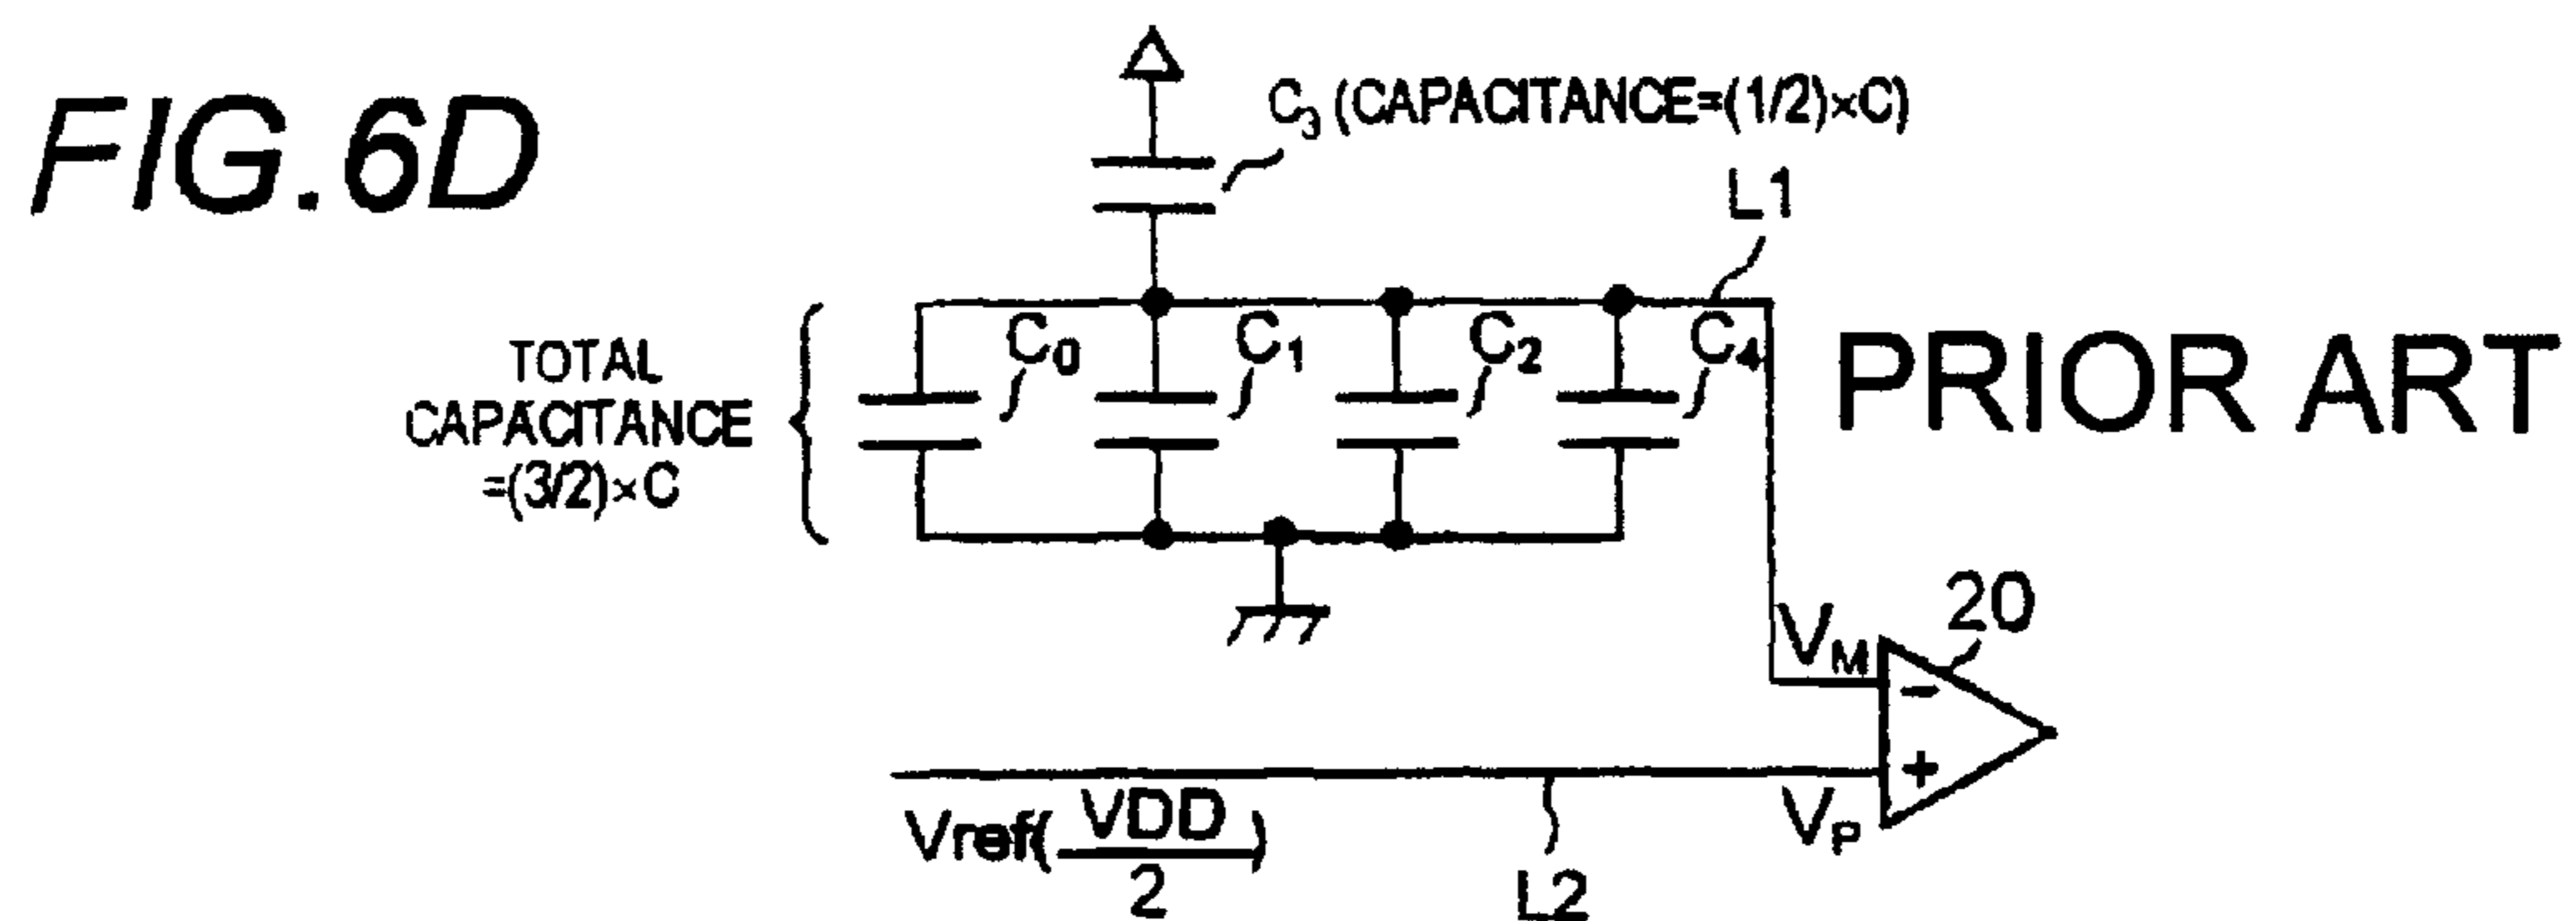 FIG.6D
C3 (CAPACITANCE=(1/2)×C)
L1
TOTAL
CAPACITANCE
=(3/2)×C
C0
C1
C2
C4
PRIOR ART
VM
20
-
+
VP
Vref(VDD/2)
L2